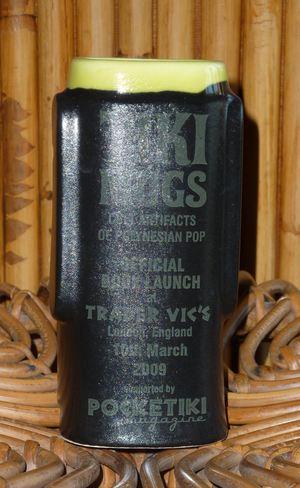 TIKI
MUGS
CULT ARTIFACTS
OF POLYNESIAN POP
OFFICIAL
BOOK LAUNCH
at
TRADER VIC'S
London, England
10th March
2009
supported by
POCKETIKI
magazine